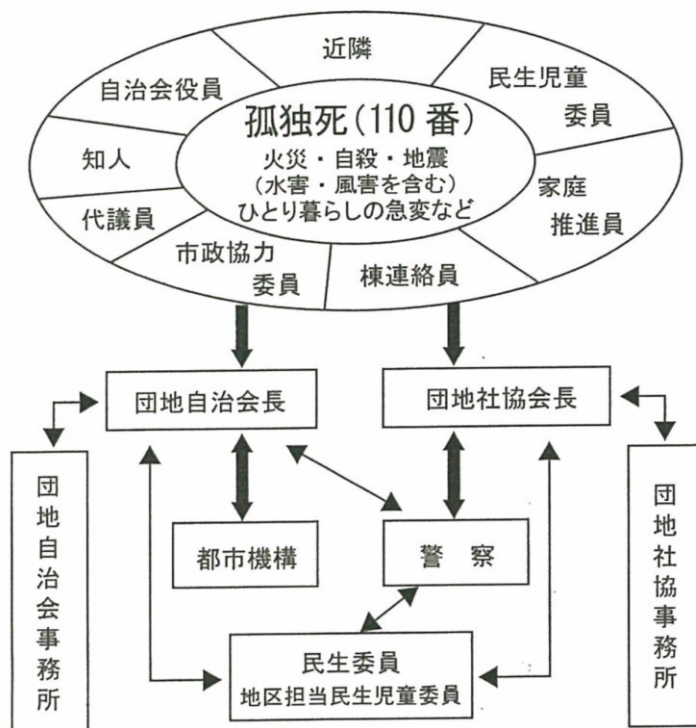 近隣
自治会役員
民生児童
委員
孤独死(110番)
火災・自殺・地震
(水害・風害を含む)
ひとり暮らしの急変など
知人
家庭
推進員
代議員
市政協力
委員
棟連絡員
団地自治会長
団地社協会長
団地自治会事務所
都市機構
警察
団地社協事務所
民生委員
地区担当民生児童委員